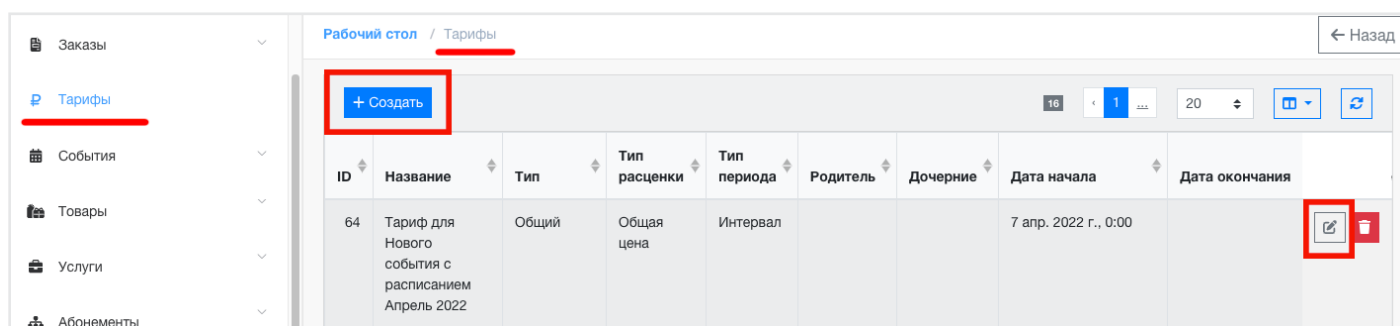 Заказы
Тарифы
События
Товары
Услуги
Абонементы
Рабочий стол / Тарифы
← Назад
+ Создать
16
‹ 1 ...
20
ID Название Тип Тип расценки Тип периода Родитель Дочерние Дата начала Дата окончания
64 Тариф для Нового события с расписанием Апрель 2022 Общий Общая цена Интервал 7 апр. 2022 г., 0:00